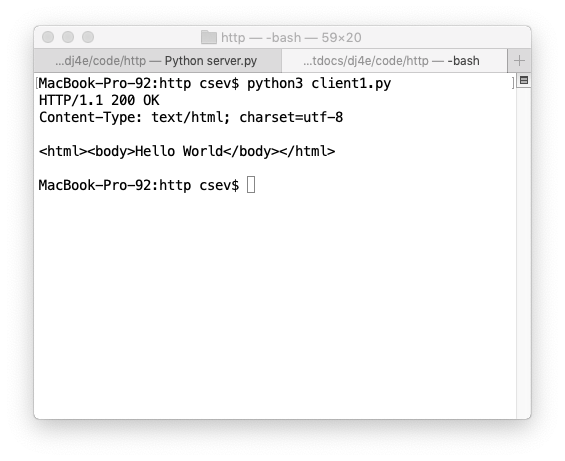 http — -bash — 59×20
...dj4e/code/http — Python server.py
...tdocs/dj4e/code/http — -bash
+
[MacBook-Pro-92:http csev$ python3 client1.py ]
HTTP/1.1 200 OK
Content-Type: text/html; charset=utf-8
<html><body>Hello World</body></html>
MacBook-Pro-92:http csev$